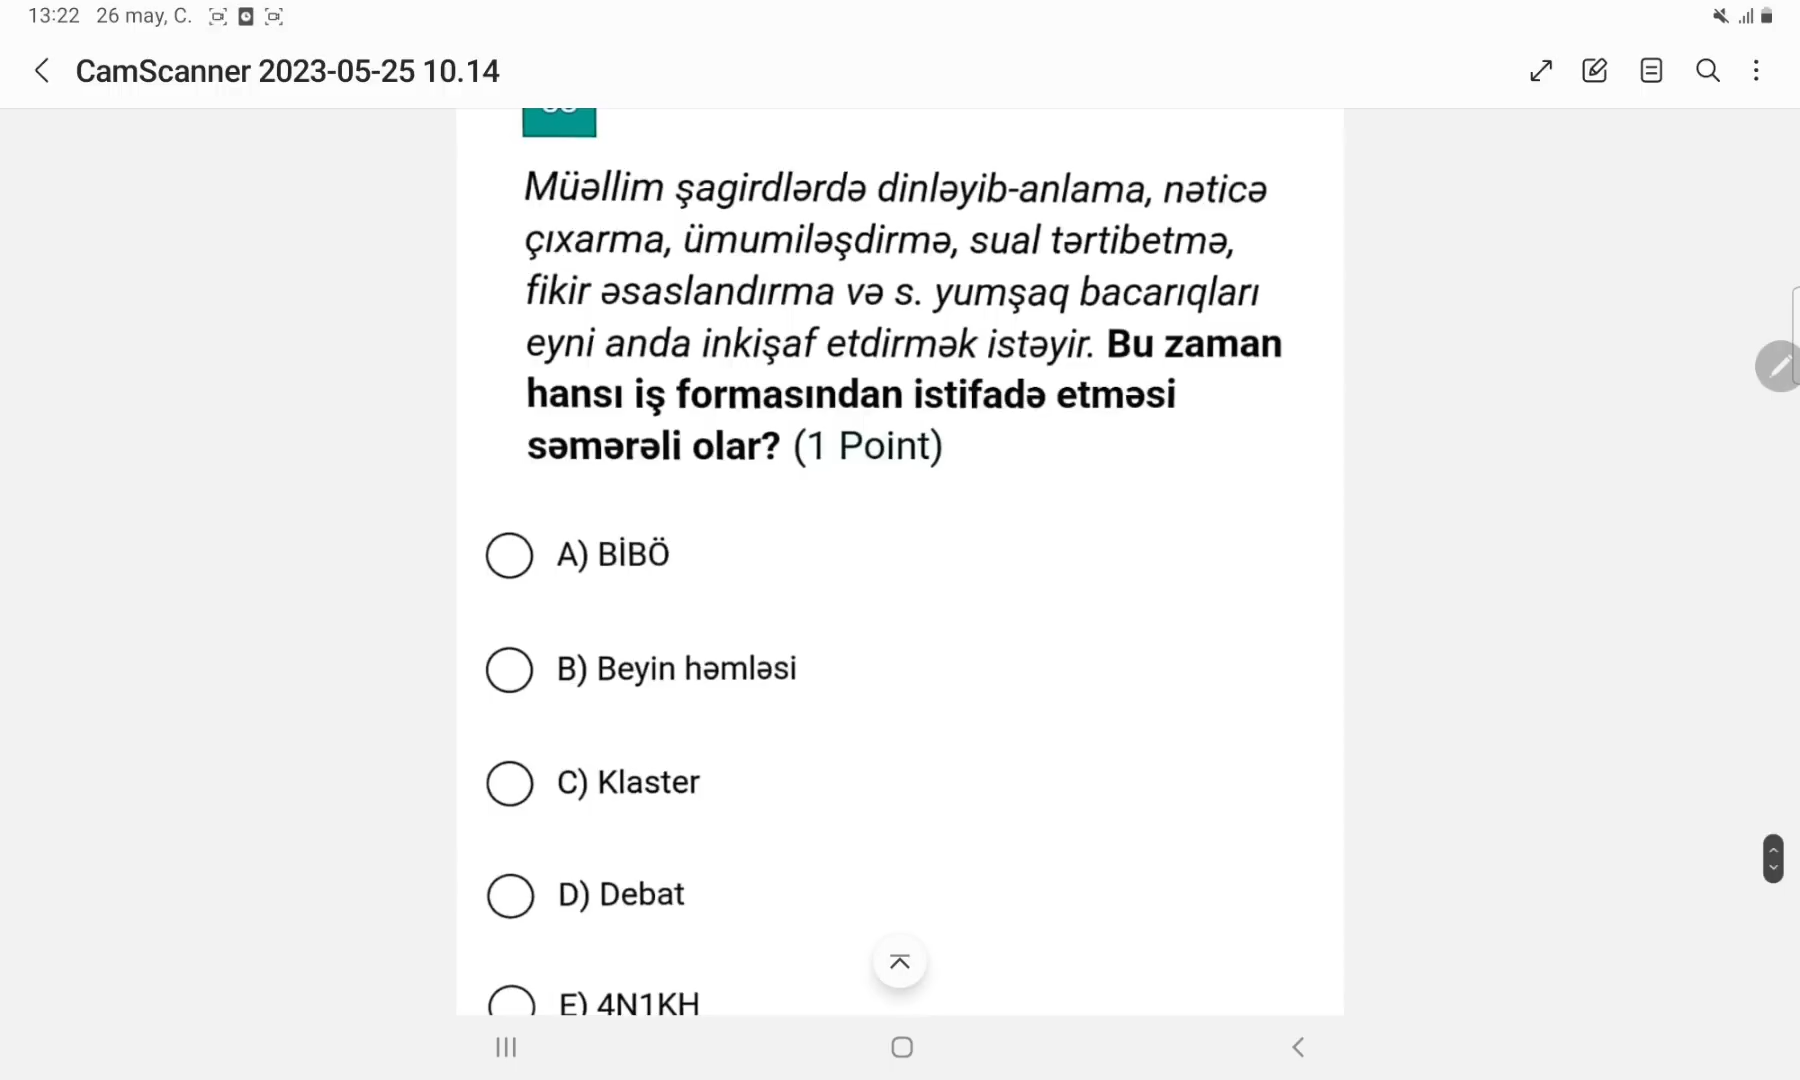 13:22 26 may, C.
CamScanner 2023-05-25 10.14
Müəllim şagirdlərdə dinləyib-anlama, nəticə
çıxarma, ümumiləşdirmə, sual tərtibetmə,
fikir əsaslandırma və s. yumşaq bacarıqları
eyni anda inkişaf etdirmək istəyir. Bu zaman
hansı iş formasından istifadə etməsi
səmərəli olar? (1 Point)
A) BİBÖ
B) Beyin həmləsi
C) Klaster
D) Debat
E) 4N1KH